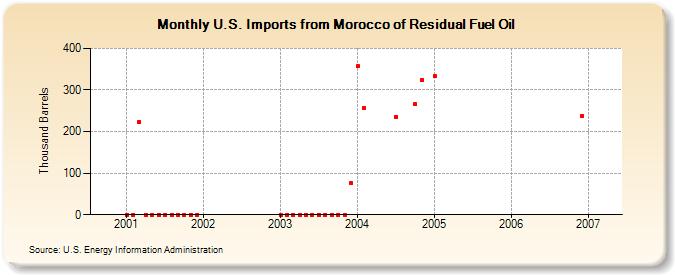 Monthly U.S. Imports from Morocco of Residual Fuel Oil
Thousand Barrels
400
300
200
100
0
2001 2002 2003 2004 2005 2006 2007
Source: U.S. Energy Information Administration